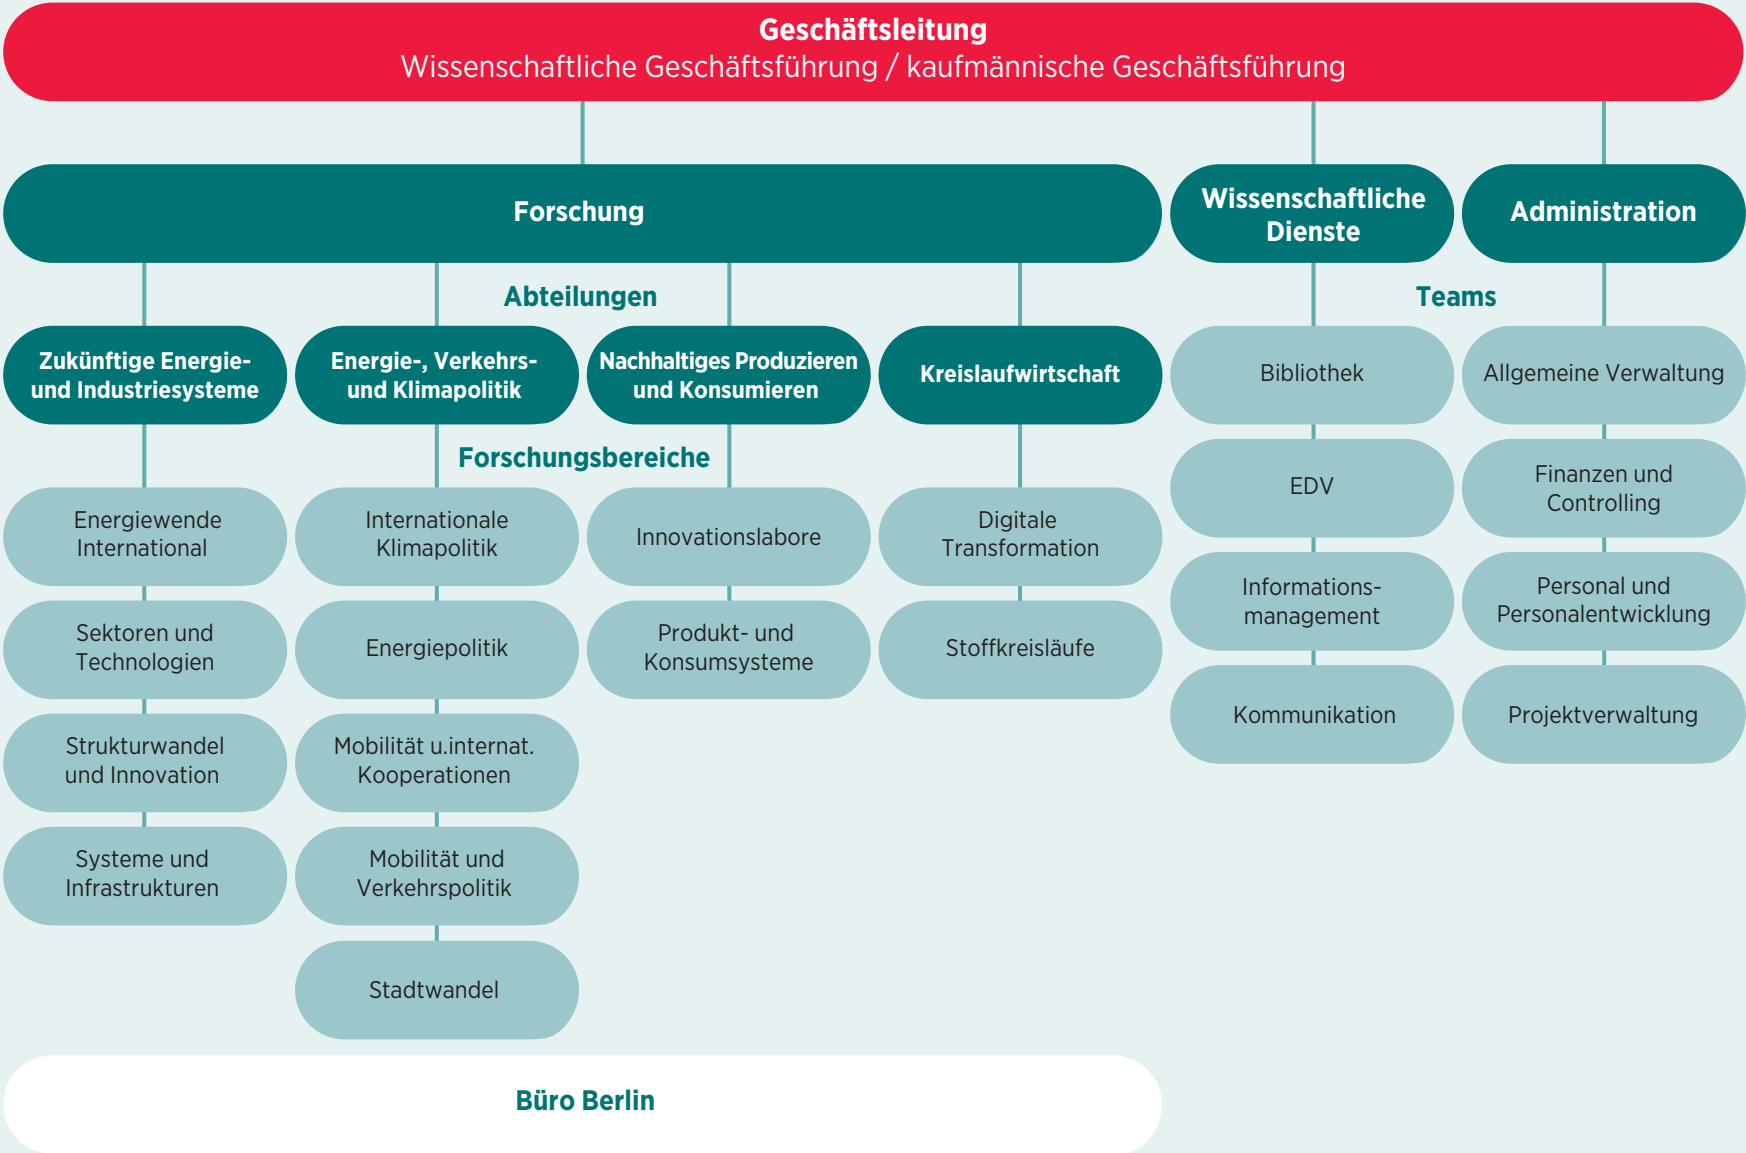 Geschäftsleitung
Wissenschaftliche Geschäftsführung / kaufmännische Geschäftsführung
Forschung
Wissenschaftliche
Dienste
Administration
Abteilungen
Teams
Zukünftige Energie-
und Industriesysteme
Energie-, Verkehrs-
und Klimapolitik
Nachhaltiges Produzieren
und Konsumieren
Kreislaufwirtschaft
Forschungsbereiche
Energiewende
International
Sektoren und
Technologien
Strukturwandel
und Innovation
Systeme und
Infrastrukturen
Internationale
Klimapolitik
Energiepolitik
Mobilität u.internat.
Kooperationen
Mobilität und
Verkehrspolitik
Stadtwandel
Innovationslabore
Produkt- und
Konsumsysteme
Digitale
Transformation
Stoffkreisläufe
Bibliothek
EDV
Informations-
management
Kommunikation
Allgemeine Verwaltung
Finanzen und
Controlling
Personal und
Personalentwicklung
Projektverwaltung
Büro Berlin